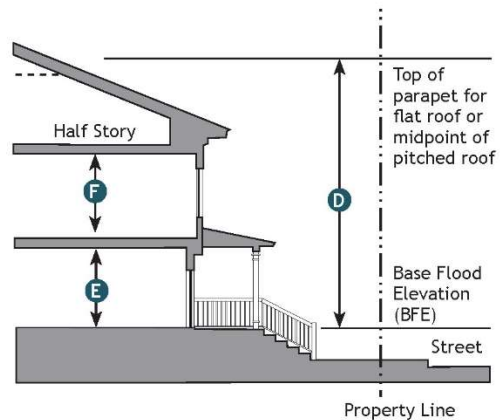 Top of
parapet for
flat roof or
midpoint of
pitched roof
Half Story
F
D
E
Base Flood
Elevation
(BFE)
Street
Property Line